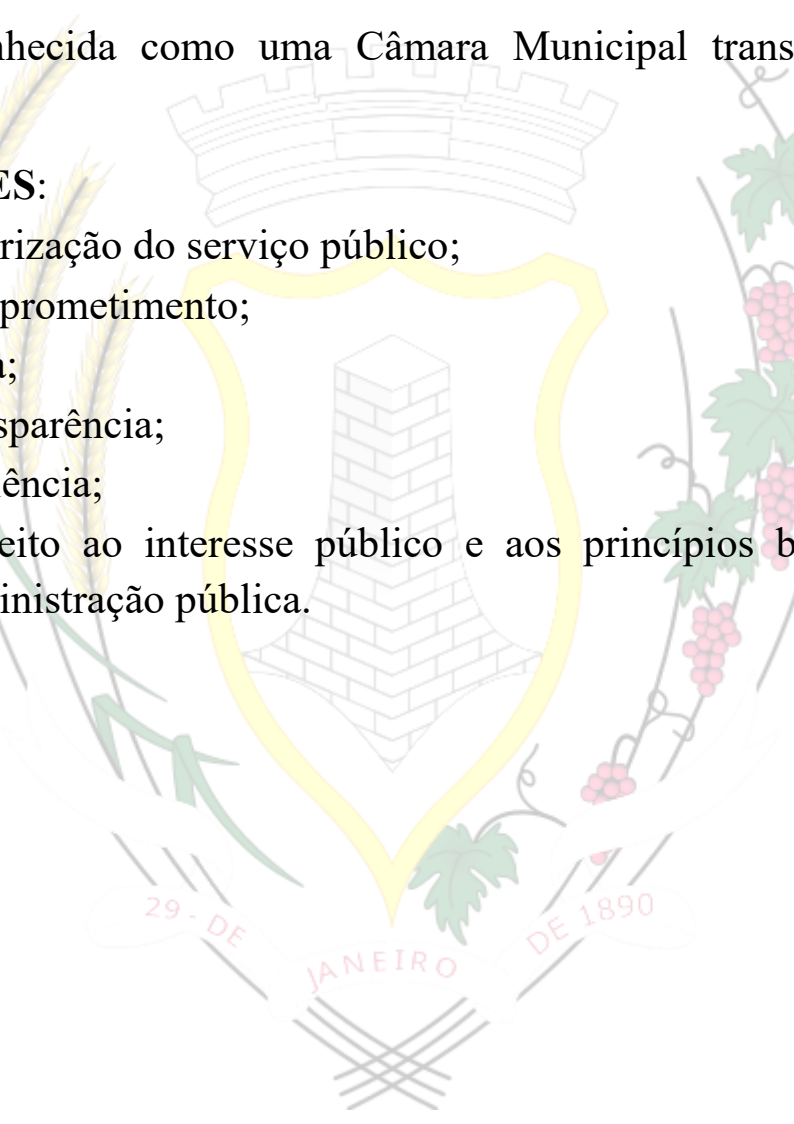 nhecida como uma Câmara Municipal trans
ES:
rização do serviço público;
prometimento;
a;
sparência;
ência;
eito ao interesse público e aos princípios b
inistração pública.
29 - DE JANEIRO DE 1890